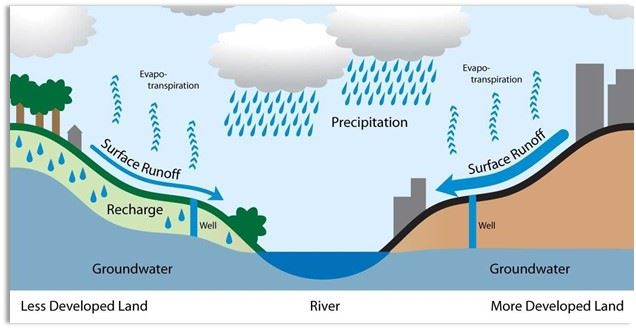 Evapo-
transpiration
Evapo-
transpiration
Precipitation
Surface Runoff
Surface Runoff
Recharge
Well
Well
Groundwater
Groundwater
Less Developed Land
River
More Developed Land